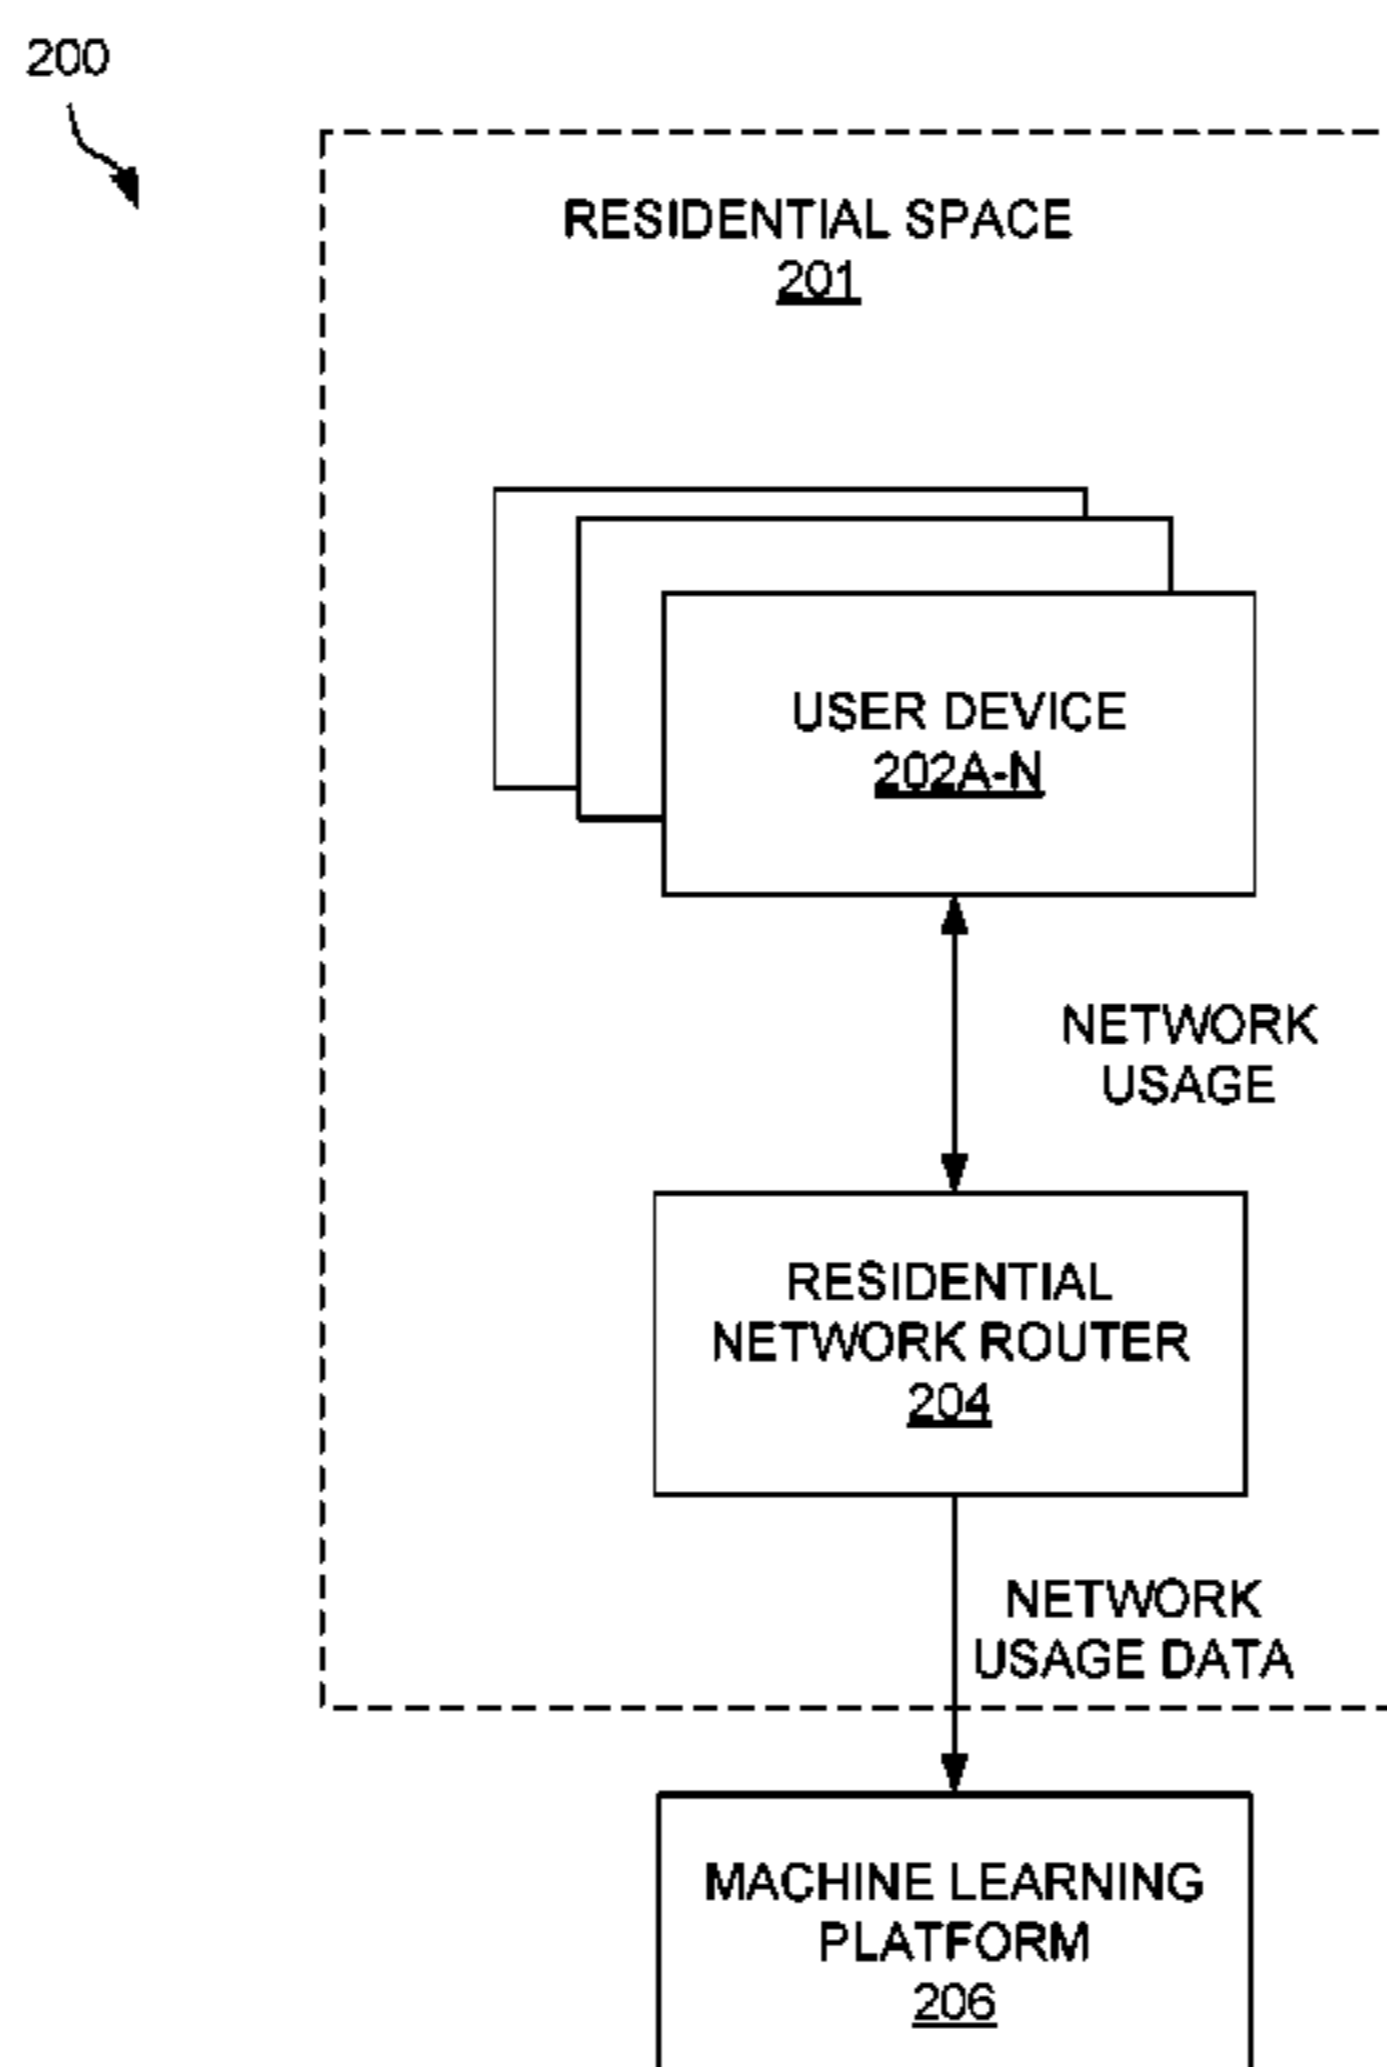 200
RESIDENTIAL SPACE
201
USER DEVICE
202A-N
NETWORK
USAGE
RESIDENTIAL
NETWORK ROUTER
204
NETWORK
USAGE DATA
MACHINE LEARNING
PLATFORM
206